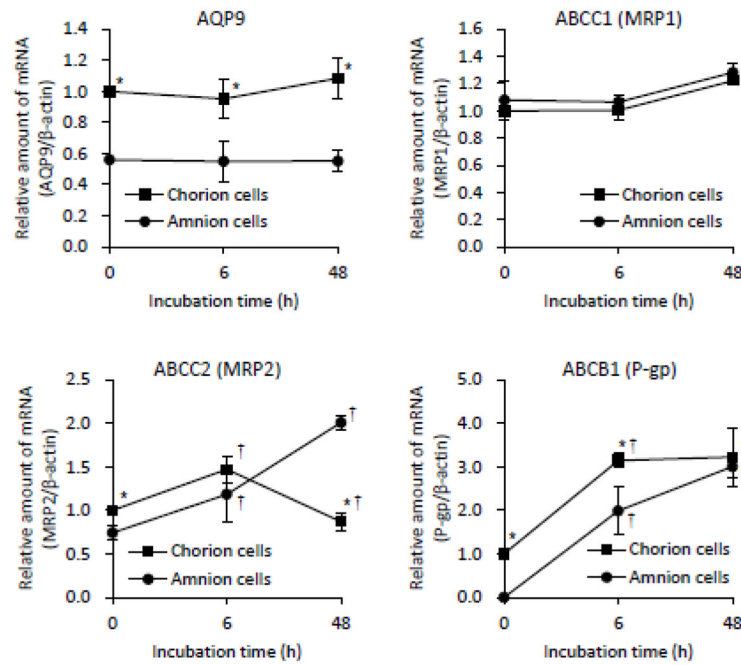 AQP9
Relative amount of mRNA
(AQP9/β-actin)
1.4
1.2
1.0
0.8
0.6
0.4
0.2
0.0
*
*
*
Chorion cells
Amnion cells
0
6
48
Incubation time (h)
ABCC1 (MRP1)
Relative amount of mRNA
(MRP1/β-actin)
1.6
1.4
1.2
1.0
0.8
0.6
0.4
0.2
0.0
Chorion cells
Amnion cells
0
6
48
Incubation time (h)
ABCC2 (MRP2)
Relative amount of mRNA
(MRP2/β-actin)
2.5
2.0
1.5
1.0
0.5
0.0
†
†
*
†
*†
Chorion cells
Amnion cells
0
6
48
Incubation time (h)
ABCB1 (P-gp)
Relative amount of mRNA
(P-gp/β-actin)
5.0
4.0
3.0
2.0
1.0
0.0
*†
†
*
Chorion cells
Amnion cells
0
6
48
Incubation time (h)